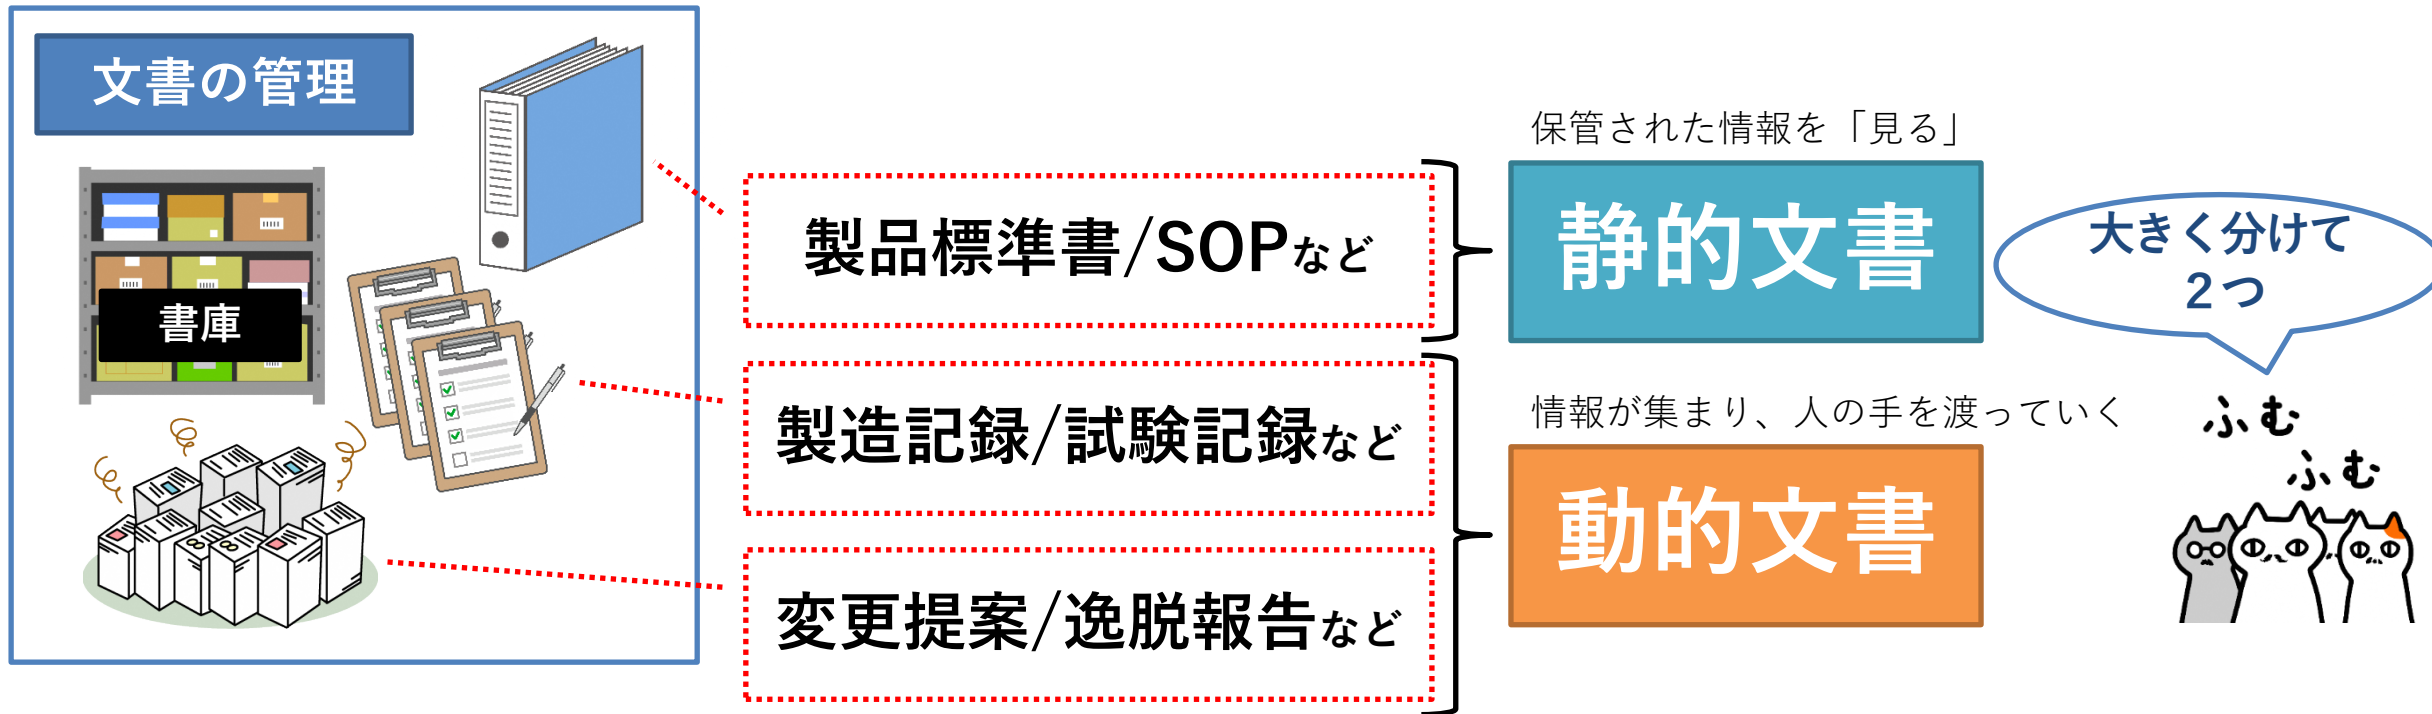 文書の管理
書庫
製品標準書/SOPなど
製造記録/試験記録など
変更提案/逸脱報告など
保管された情報を「見る」
静的文書
情報が集まり、人の手を渡っていく
動的文書
大きく分けて
２つ
ふむ
ふむ